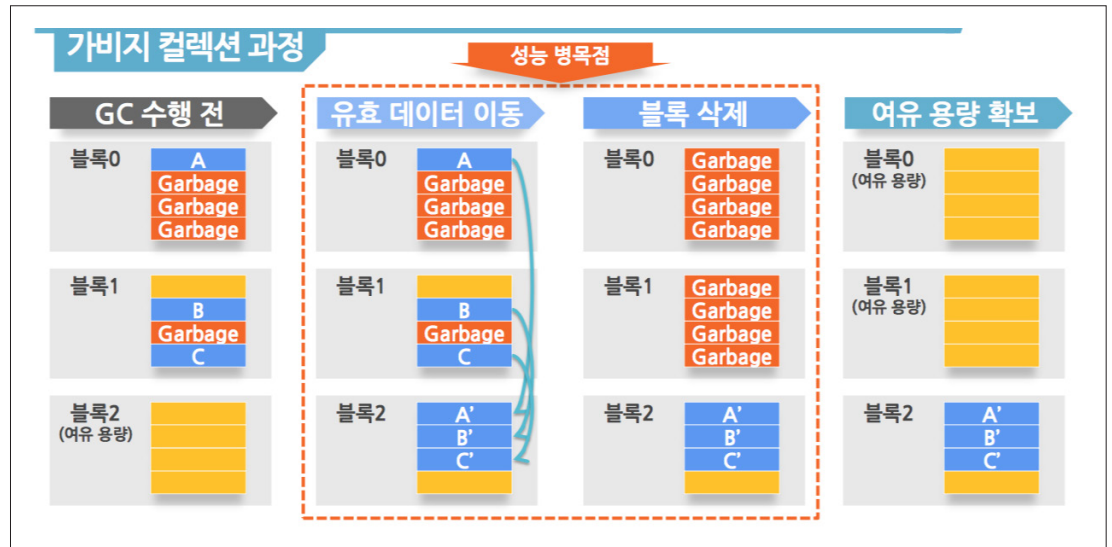 가비지 컬렉션 과정
성능 병목점
GC 수행 전
블록0
A
Garbage
Garbage
Garbage
블록1
B
Garbage
C
블록2
(여유 용량)
유효 데이터 이동
블록0
A
Garbage
Garbage
Garbage
블록1
B
Garbage
C
블록2
A'
B'
C'
블록 삭제
블록0
Garbage
Garbage
Garbage
Garbage
블록1
Garbage
Garbage
Garbage
Garbage
블록2
A'
B'
C'
여유 용량 확보
블록0
(여유 용량)
블록1
(여유 용량)
블록2
A'
B'
C'